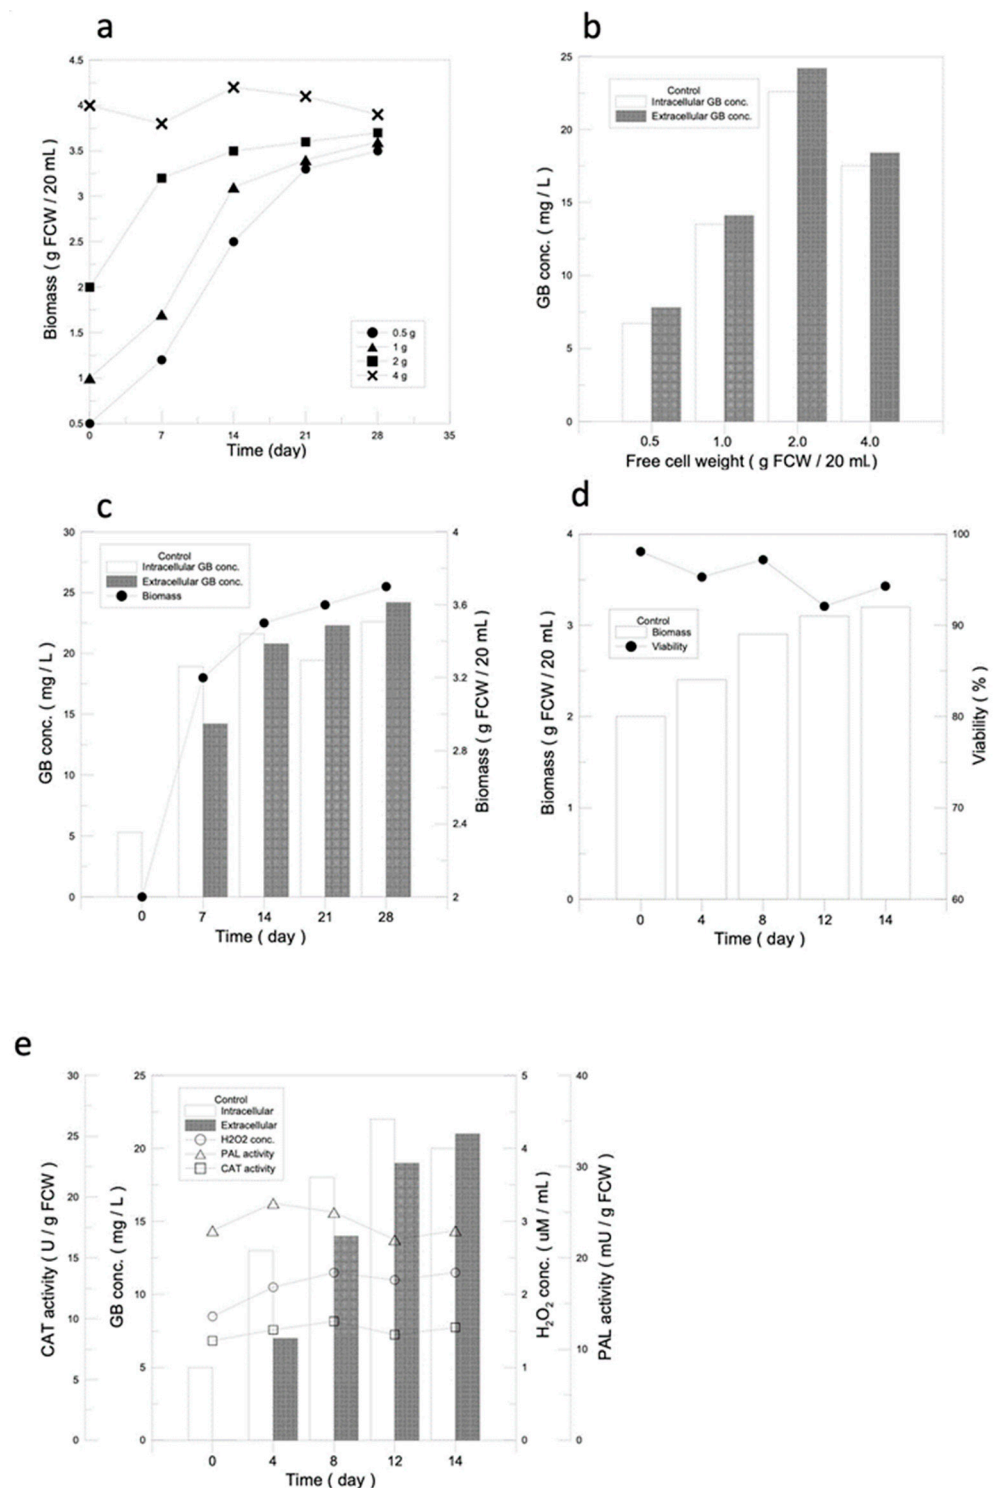 a
4.5
4
3.5
3
2.5
2
1.5
1
0.5
Biomass ( g FCW / 20 mL )
0.5 g
1 g
2 g
4 g
0 7 14 21 28 35
Time (day)
b
25
20
15
10
5
0
GB conc. ( mg / L )
Control
Intracellular GB conc.
Extracellular GB conc.
0.5 1.0 2.0 4.0
Free cell weight ( g FCW / 20 mL)
c
30
25
20
15
10
5
0
GB conc. ( mg / L )
Control
Intracellular GB conc.
Extracellular GB conc.
Biomass
4
3.6
3.2
2.8
2.4
2
Biomass ( g FCW / 20 mL )
0 7 14 21 28
Time ( day )
d
4
3
2
1
0
Biomass ( g FCW / 20 mL )
Control
Biomass
Viability
100
90
80
70
60
Viability ( % )
0 4 8 12 14
Time ( day )
e
30
25
20
15
10
5
0
CAT activity ( U / g FCW )
25
20
15
10
5
0
GB conc. ( mg / L )
Control
Intracellular
Extracellular
H2O2 conc.
PAL activity
CAT activity
5
4
3
2
1
0
H₂O₂ conc. ( uM / mL )
40
30
20
10
0
PAL activity ( mU / g FCW )
0 4 8 12 14
Time ( day )